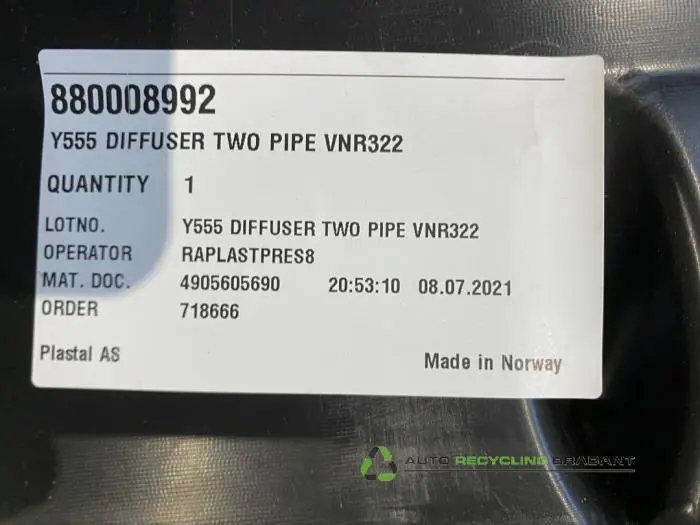 880008992
Y555 DIFFUSER TWO PIPE VNR322
QUANTITY 1
LOTNO. Y555 DIFFUSER TWO PIPE VNR322
OPERATOR RAPLASTPRES8
MAT. DOC. 4905605690 20:53:10 08.07.2021
ORDER 718666
Plastal AS Made in Norway
AUTO RECYCLING BRABANT